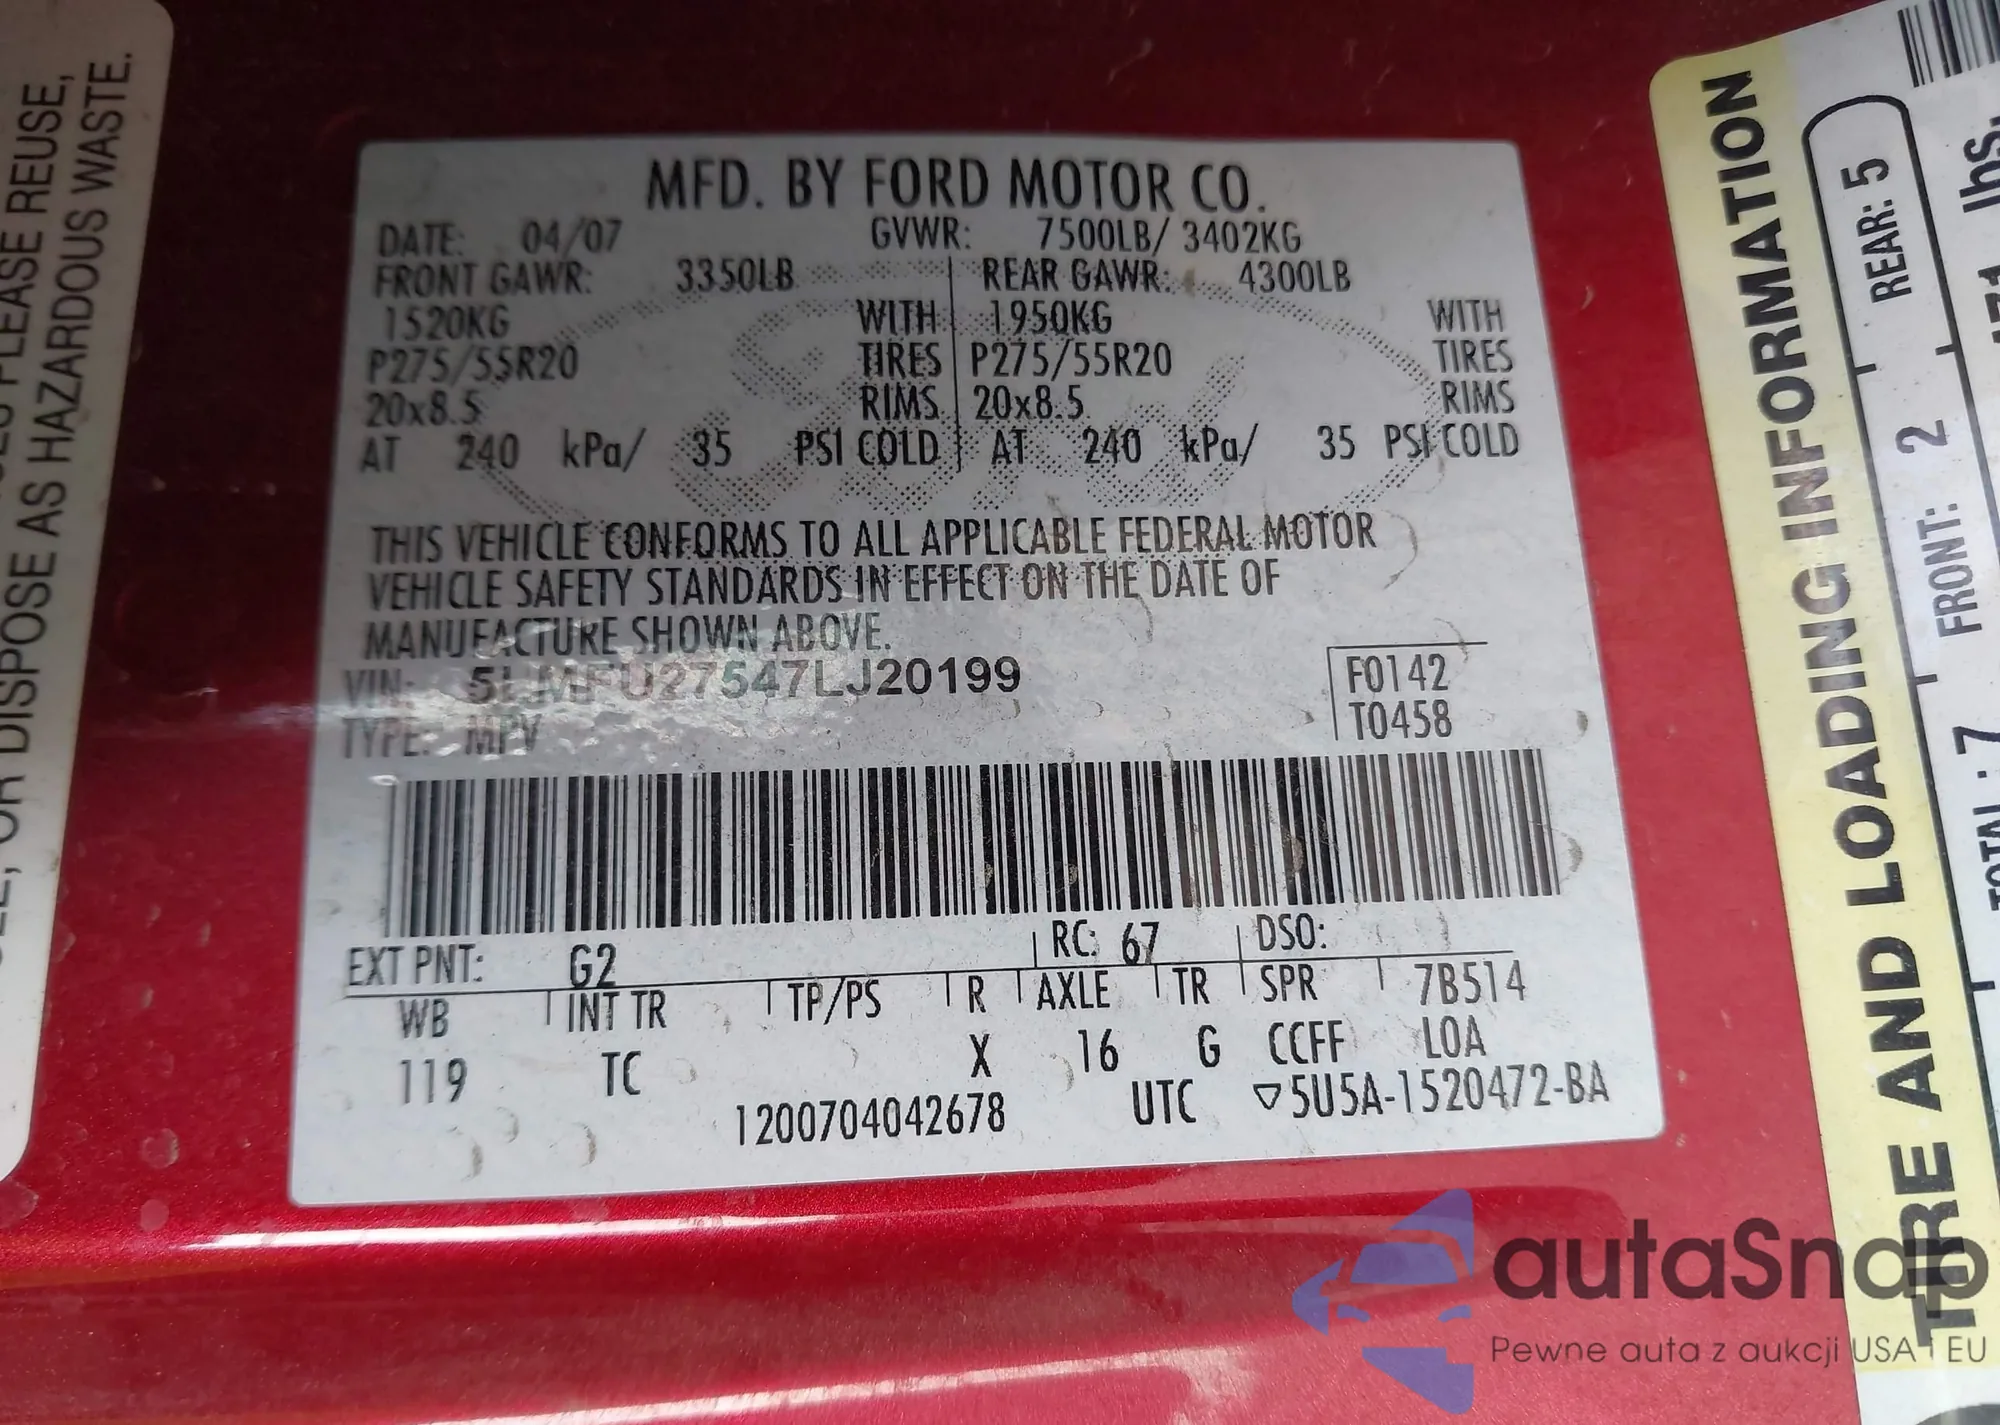 PLEASE REUSE,
OR DISPOSE AS HAZARDOUS WASTE.
MFD. BY FORD MOTOR CO.
DATE: 04/07 GVWR: 7500LB/ 3402KG
FRONT GAWR: 3350LB REAR GAWR: 4300LB
1520KG WITH 1950KG WITH
P275/55R20 TIRES P275/55R20 TIRES
20x8.5 RIMS 20x8.5 RIMS
AT 240 kPa/ 35 PSI COLD AT 240 kPa/ 35 PSI COLD
THIS VEHICLE CONFORMS TO ALL APPLICABLE FEDERAL MOTOR
VEHICLE SAFETY STANDARDS IN EFFECT ON THE DATE OF
MANUFACTURE SHOWN ABOVE.
VIN: 5LMFU27547LJ20199
TYPE: MPV
F0142
T0458
EXT PNT: G2 RC: 67 DSO:
WB INT TR TP/PS R AXLE TR SPR 7B514
119 TC X 16 G CCFF LOA
1200704042678 UTC ▽5U5A-1520472-BA
TIRE AND LOADING INFORMATION
TOTAL: 7 FRONT: 2 REAR: 5
lbs.
autaSnap
Pewne auta z aukcji USA i EU